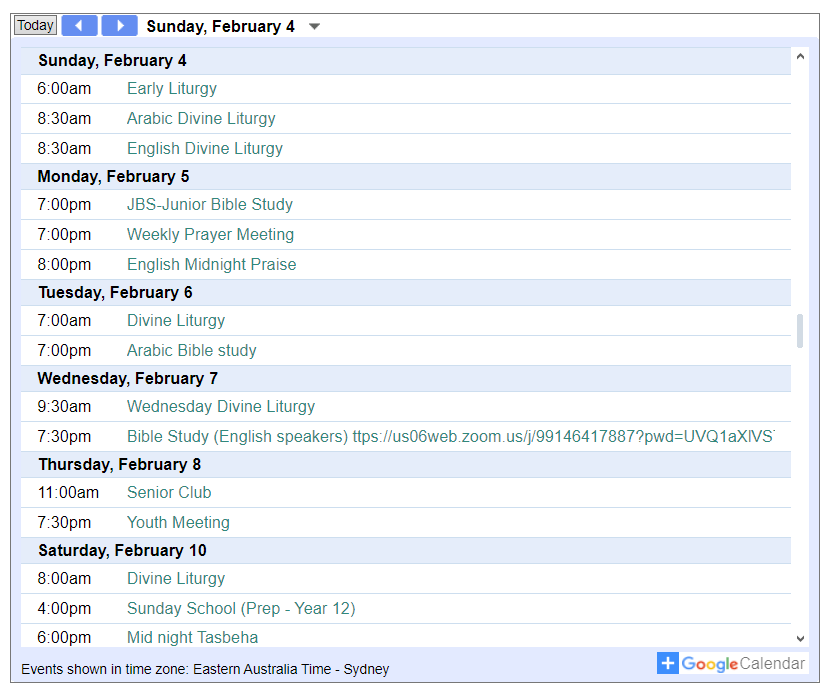 Today Sunday, February 4
Sunday, February 4
6:00am Early Liturgy
8:30am Arabic Divine Liturgy
8:30am English Divine Liturgy
Monday, February 5
7:00pm JBS-Junior Bible Study
7:00pm Weekly Prayer Meeting
8:00pm English Midnight Praise
Tuesday, February 6
7:00am Divine Liturgy
7:00pm Arabic Bible study
Wednesday, February 7
9:30am Wednesday Divine Liturgy
7:30pm Bible Study (English speakers) ttps://us06web.zoom.us/j/99146417887?pwd=UVQ1aXlVS
Thursday, February 8
11:00am Senior Club
7:30pm Youth Meeting
Saturday, February 10
8:00am Divine Liturgy
4:00pm Sunday School (Prep - Year 12)
6:00pm Mid night Tasbeha
Events shown in time zone: Eastern Australia Time - Sydney
GoogleCalendar